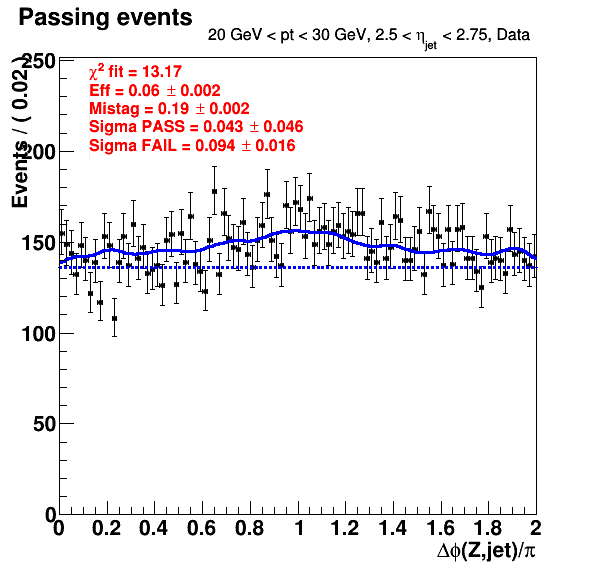 Passing events
20 GeV < pt < 30 GeV, 2.5 < η_jet < 2.75, Data
Events / ( 0.02 )
χ² fit = 13.17
Eff = 0.06 ± 0.002
Mistag = 0.19 ± 0.002
Sigma PASS = 0.043 ± 0.046
Sigma FAIL = 0.094 ± 0.016
250
200
150
100
50
0
0 0.2 0.4 0.6 0.8 1 1.2 1.4 1.6 1.8 2
Δϕ(Z,jet)/π